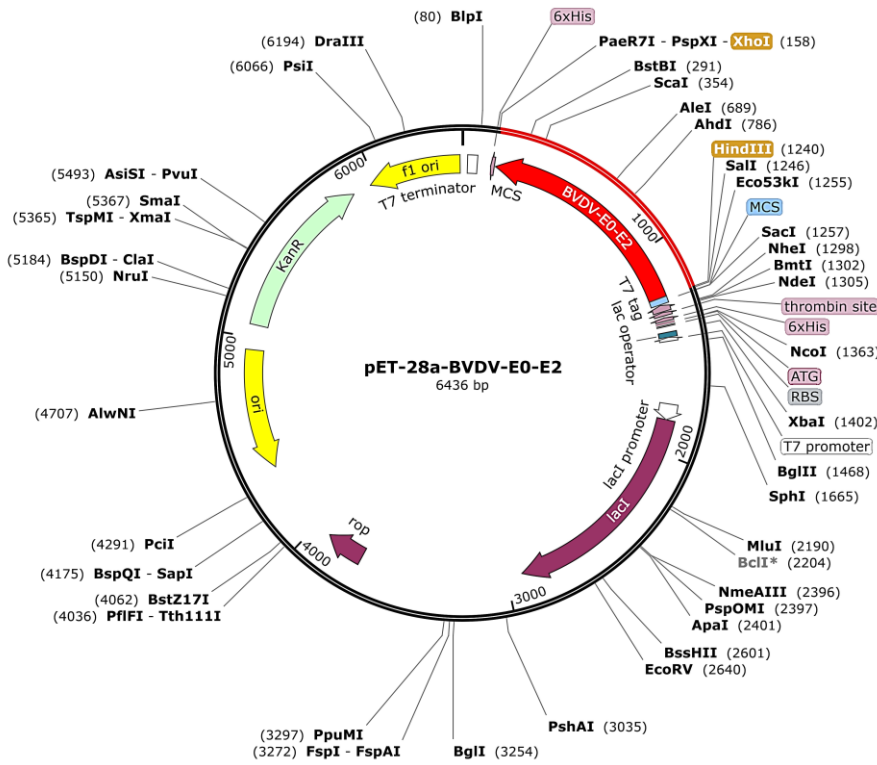 (80) BlpI
6xHis
PaeR7I - PspXI - XhoI (158)
(6194) DraIII
(6066) PsiI
BstBI (291)
ScaI (354)
AleI (689)
AhdI (786)
HindIII (1240)
SalI (1246)
Eco53kI (1255)
MCS
SacI (1257)
NheI (1298)
BmtI (1302)
NdeI (1305)
thrombin site
6xHis
NcoI (1363)
ATG
RBS
XbaI (1402)
T7 promoter
BglII (1468)
SphI (1665)
MluI (2190)
BclI* (2204)
NmeAIII (2396)
PspOMI (2397)
ApaI (2401)
BssHII (2601)
EcoRV (2640)
PshAI (3035)
BglI (3254)
(3297) PpuMI
(3272) FspI - FspAI
(4036) PflFI - Tth111I
(4062) BstZ17I
(4175) BspQI - SapI
(4291) PciI
(4707) AlwNI
(5150) NruI
(5184) BspDI - ClaI
(5365) TspMI - XmaI
(5367) SmaI
(5493) AsiSI - PvuI
6000
f1 ori
T7 terminator
MCS
BVDV-E0-E2
1000
T7 tag
lac operator
KanR
5000
pET-28a-BVDV-E0-E2
6436 bp
ori
lacI promoter
2000
lacI
rop
4000
3000